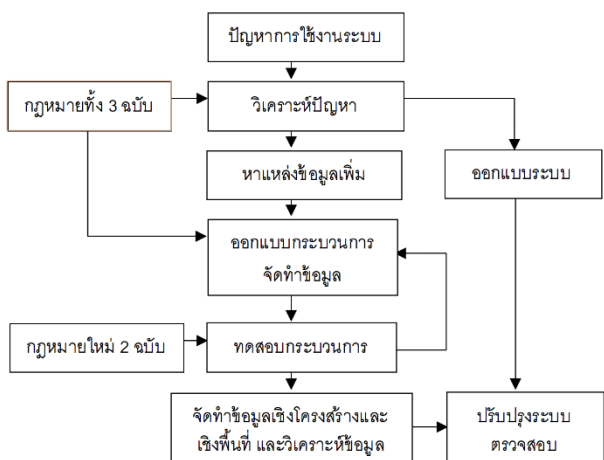 ปัญหาการใช้งานระบบ
กฎหมายทั้ง 3 ฉบับ
วิเคราะห์ปัญหา
หาแหล่งข้อมูลเพิ่ม
ออกแบบระบบ
ออกแบบกระบวนการ
จัดทำข้อมูล
กฎหมายใหม่ 2 ฉบับ
ทดสอบกระบวนการ
จัดทำข้อมูลเชิงโครงสร้างและ
เชิงพื้นที่ และวิเคราะห์ข้อมูล
ปรับปรุงระบบ
ตรวจสอบ